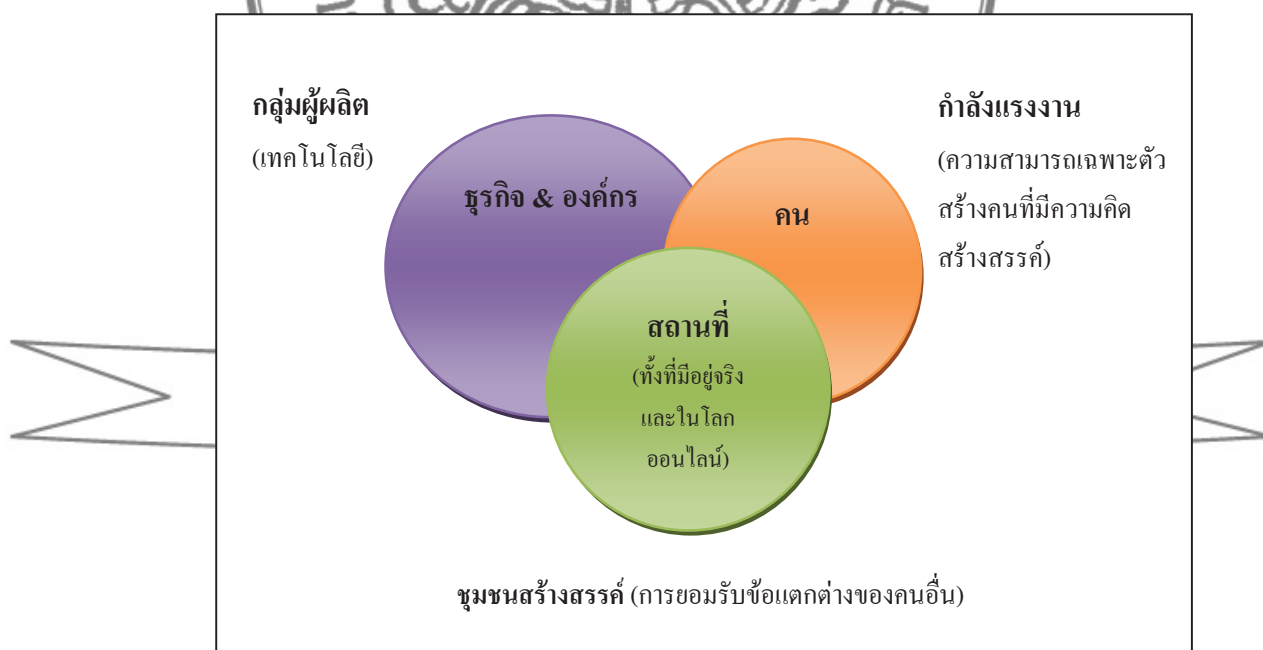 กลุ่มผู้ผลิต
(เทคโนโลยี)
กำลังแรงงาน
(ความสามารถเฉพาะตัว
สร้างคนที่มีความคิด
สร้างสรรค์)
ธุรกิจ & องค์กร
คน
สถานที่
(ทั้งที่มีอยู่จริง
และในโลก
ออนไลน์)
ชุมชนสร้างสรรค์ (การยอมรับข้อแตกต่างของคนอื่น)